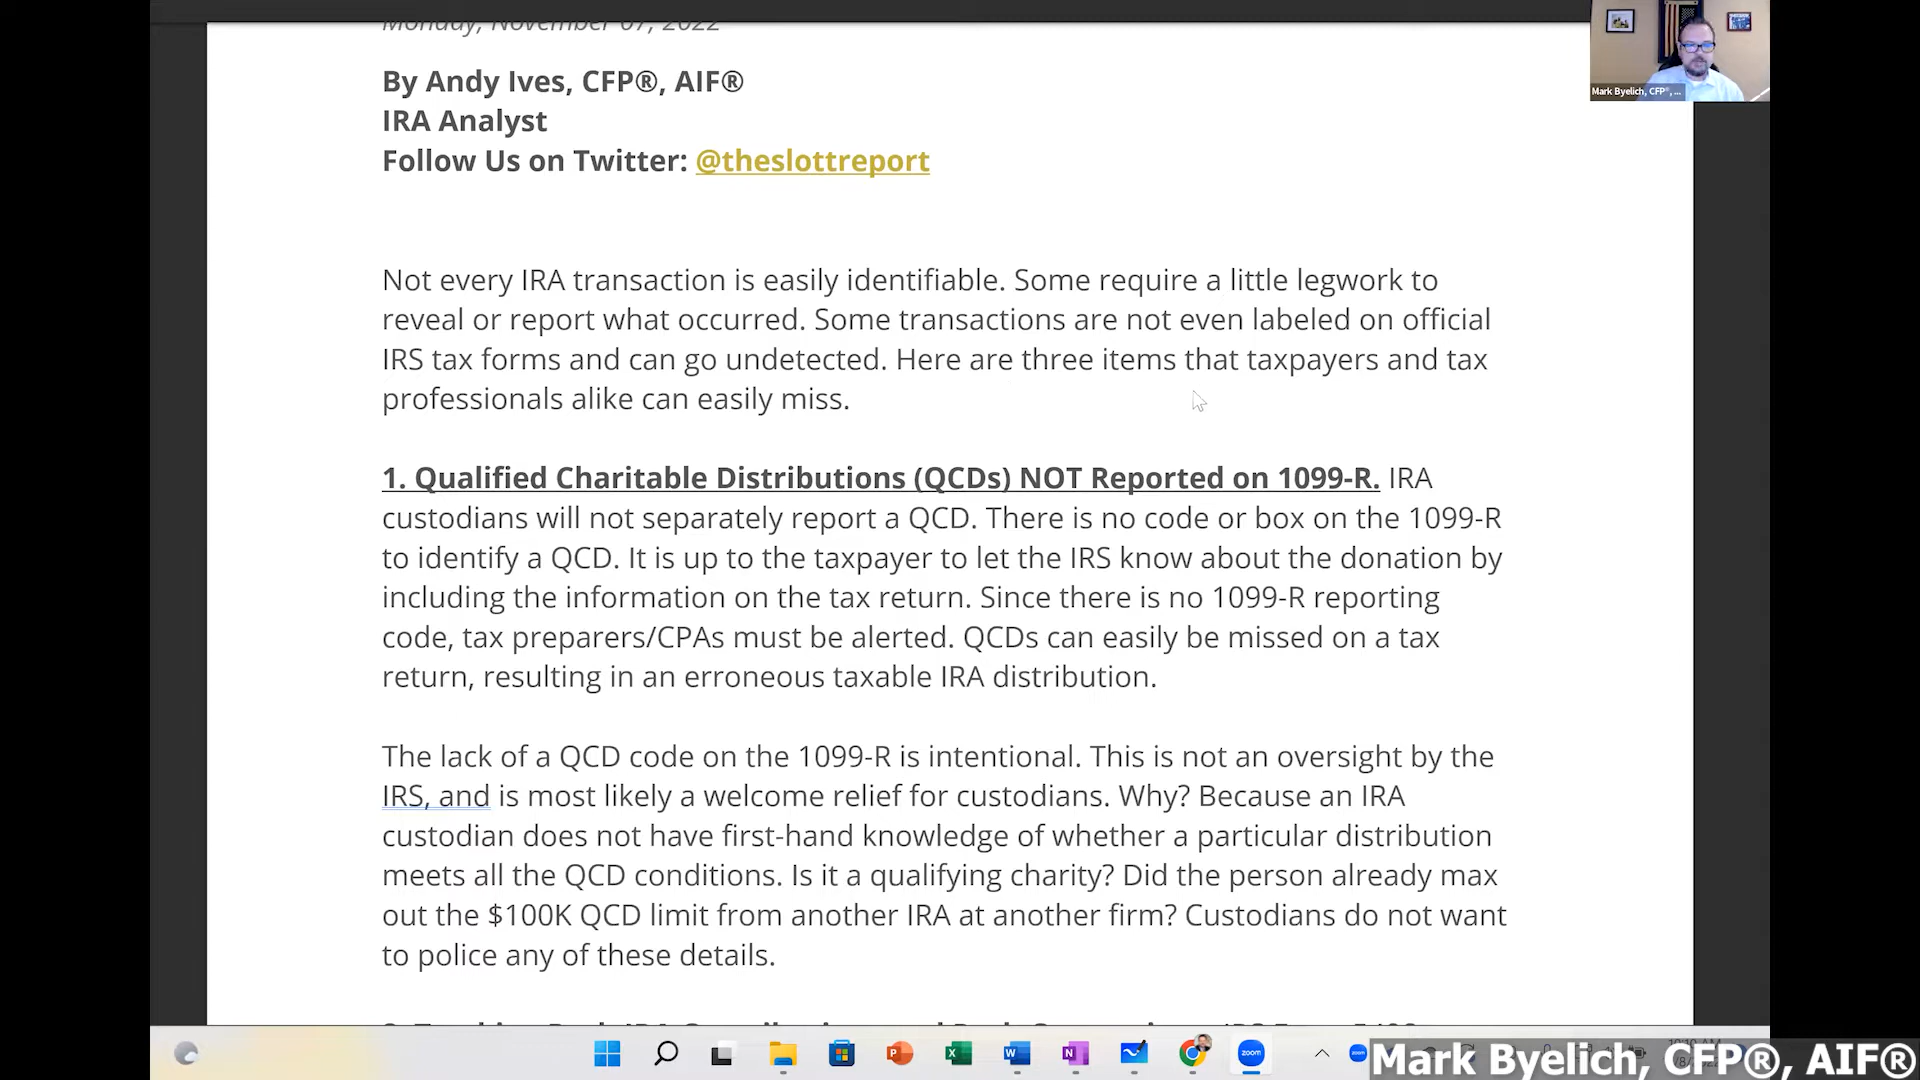 Monday, November 07, 2022
By Andy Ives, CFP®, AIF®
IRA Analyst
Follow Us on Twitter: @theslottreport
Mark Byelich, CFP®, ...
Not every IRA transaction is easily identifiable. Some require a little legwork to
reveal or report what occurred. Some transactions are not even labeled on official
IRS tax forms and can go undetected. Here are three items that taxpayers and tax
professionals alike can easily miss.
1. Qualified Charitable Distributions (QCDs) NOT Reported on 1099-R. IRA
custodians will not separately report a QCD. There is no code or box on the 1099-R
to identify a QCD. It is up to the taxpayer to let the IRS know about the donation by
including the information on the tax return. Since there is no 1099-R reporting
code, tax preparers/CPAs must be alerted. QCDs can easily be missed on a tax
return, resulting in an erroneous taxable IRA distribution.
The lack of a QCD code on the 1099-R is intentional. This is not an oversight by the
IRS, and is most likely a welcome relief for custodians. Why? Because an IRA
custodian does not have first-hand knowledge of whether a particular distribution
meets all the QCD conditions. Is it a qualifying charity? Did the person already max
out the $100K QCD limit from another IRA at another firm? Custodians do not want
to police any of these details.
zoom
Mark Byelich, CFP®, AIF®